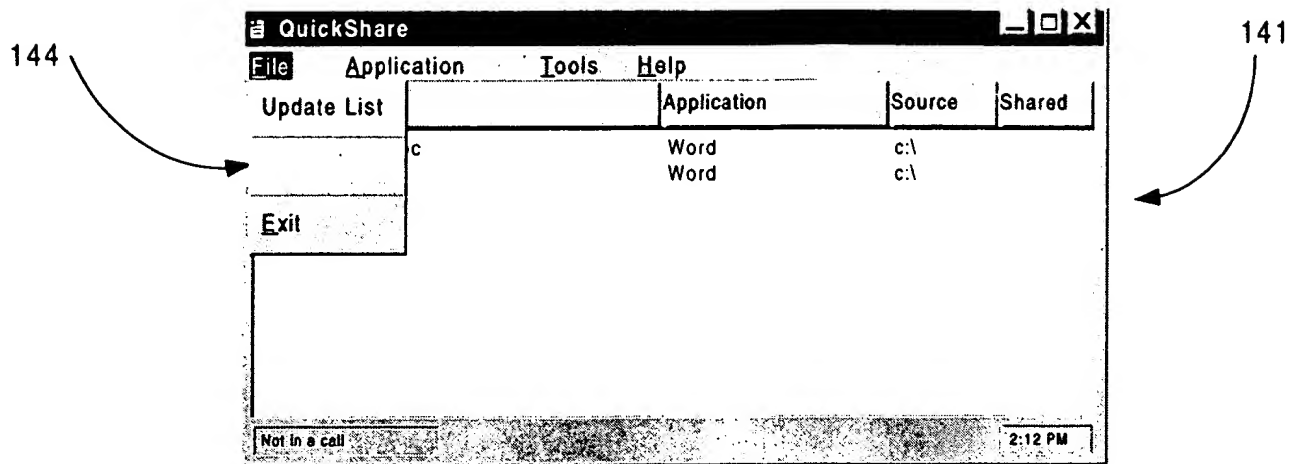 QuickShare
144
141
File Application Tools Help
Update List Application Source Shared
c Word c:\
Word c:\
Exit
Not in a call 2:12 PM